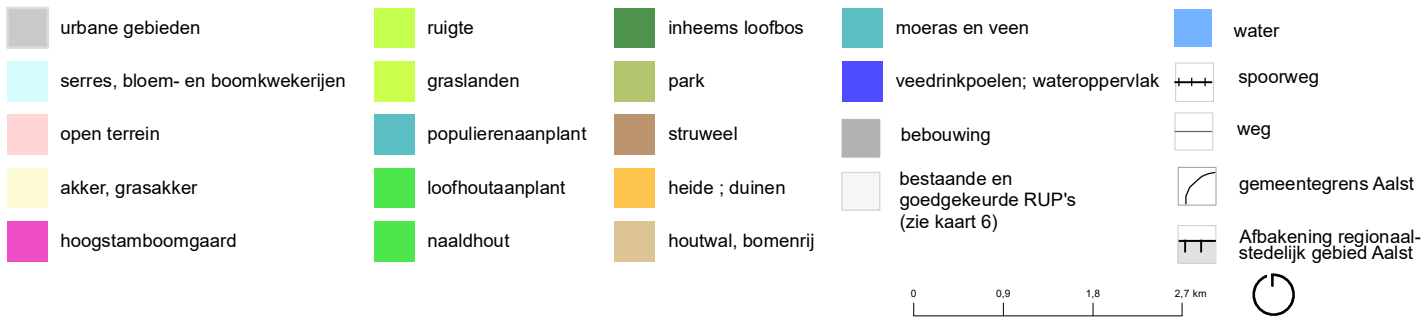 urbane gebieden
serres, bloem- en boomkwekerijen
open terrein
akker, grasakker
hoogstamboomgaard
ruigte
graslanden
populierenaanplant
loofhoutaanplant
naaldhout
inheems loofbos
park
struweel
heide ; duinen
houtwal, bomenrij
moeras en veen
veedrinkpoelen; wateroppervlak
bebouwing
bestaande en
goedgekeurde RUP's
(zie kaart 6)
water
spoorweg
weg
gemeentegrens Aalst
Afbakening regionaal-
stedelijk gebied Aalst
0 0,9 1,8 2,7 km